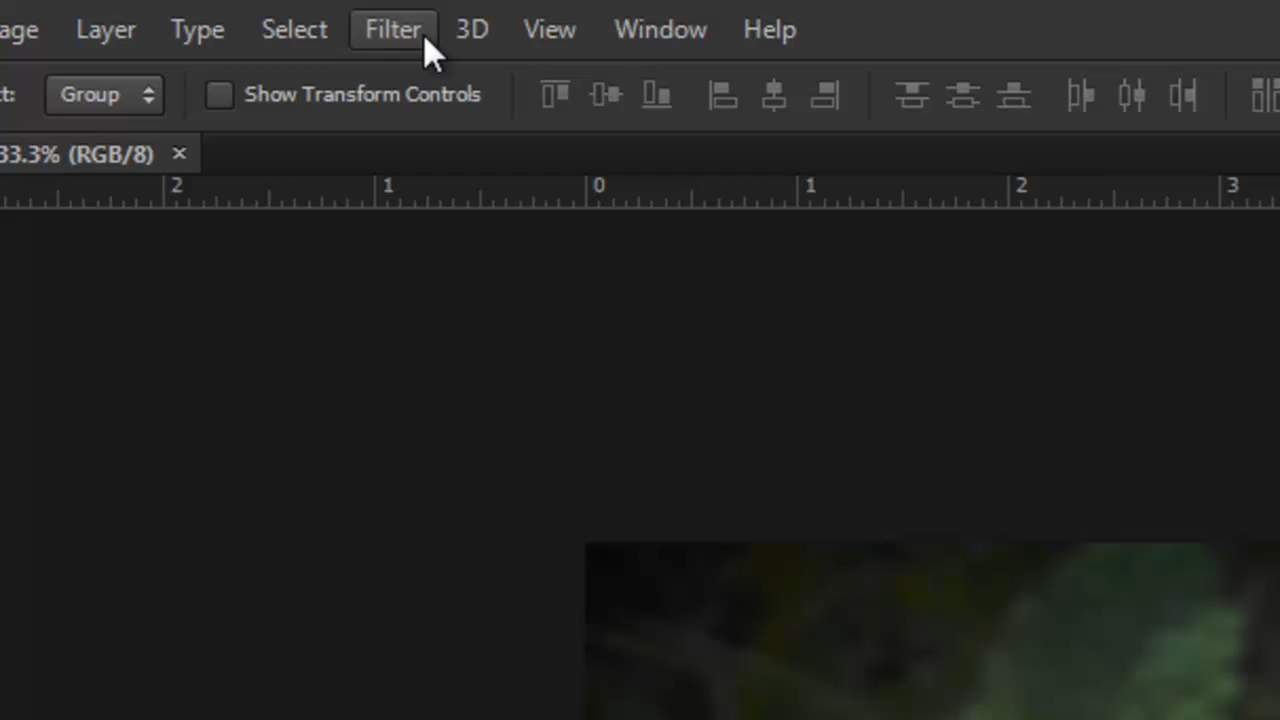 age Layer Type Select Filter 3D View Window Help
t: Group Show Transform Controls
33.3% (RGB/8) ×
2 1 0 1 2 3